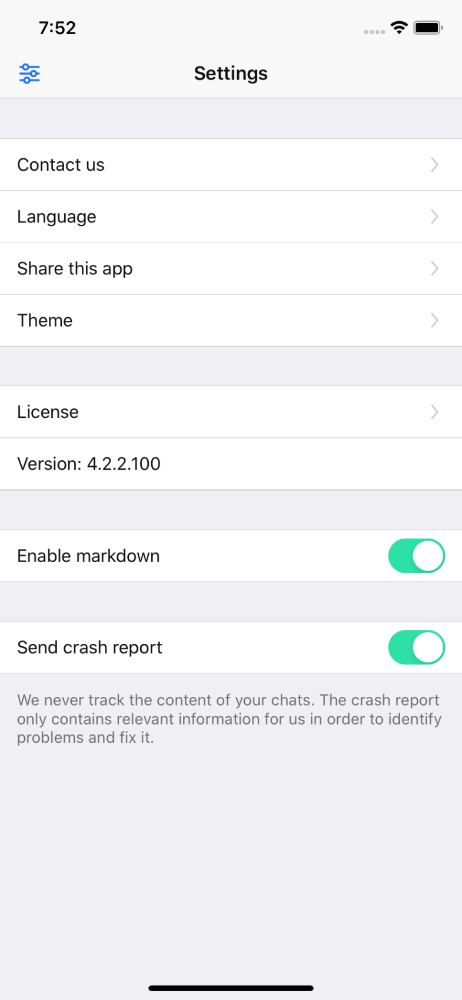 7:52
Settings
Contact us
Language
Share this app
Theme
License
Version: 4.2.2.100
Enable markdown
Send crash report
We never track the content of your chats. The crash report
only contains relevant information for us in order to identify
problems and fix it.